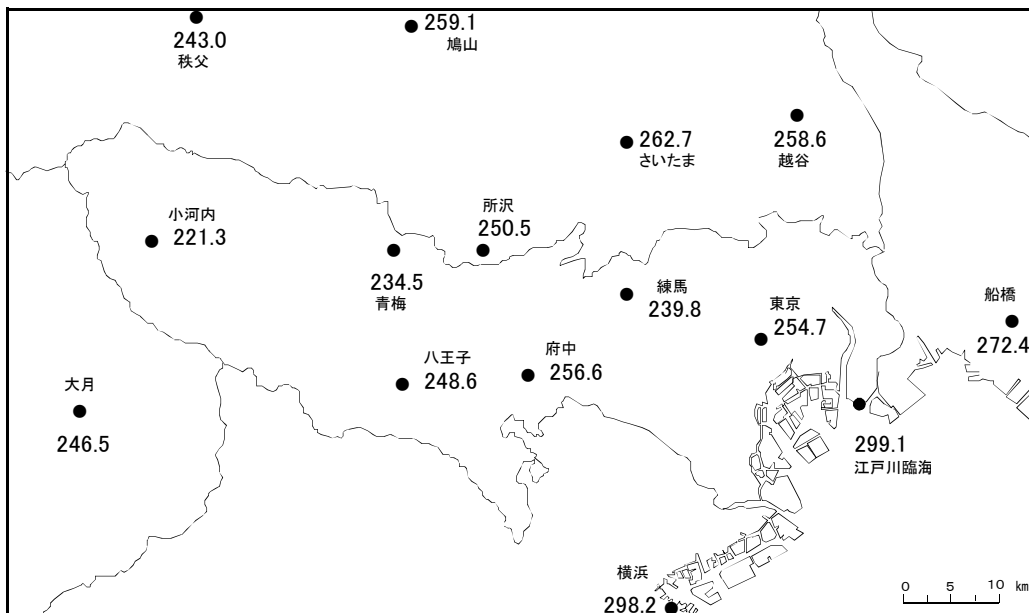 243.0
秩父
259.1
鳩山
262.7
さいたま
258.6
越谷
小河内
221.3
所沢
250.5
234.5
青梅
練馬
239.8
東京
254.7
船橋
272.4
大月
246.5
八王子
248.6
府中
256.6
299.1
江戸川臨海
横浜
298.2
0 5 10 km